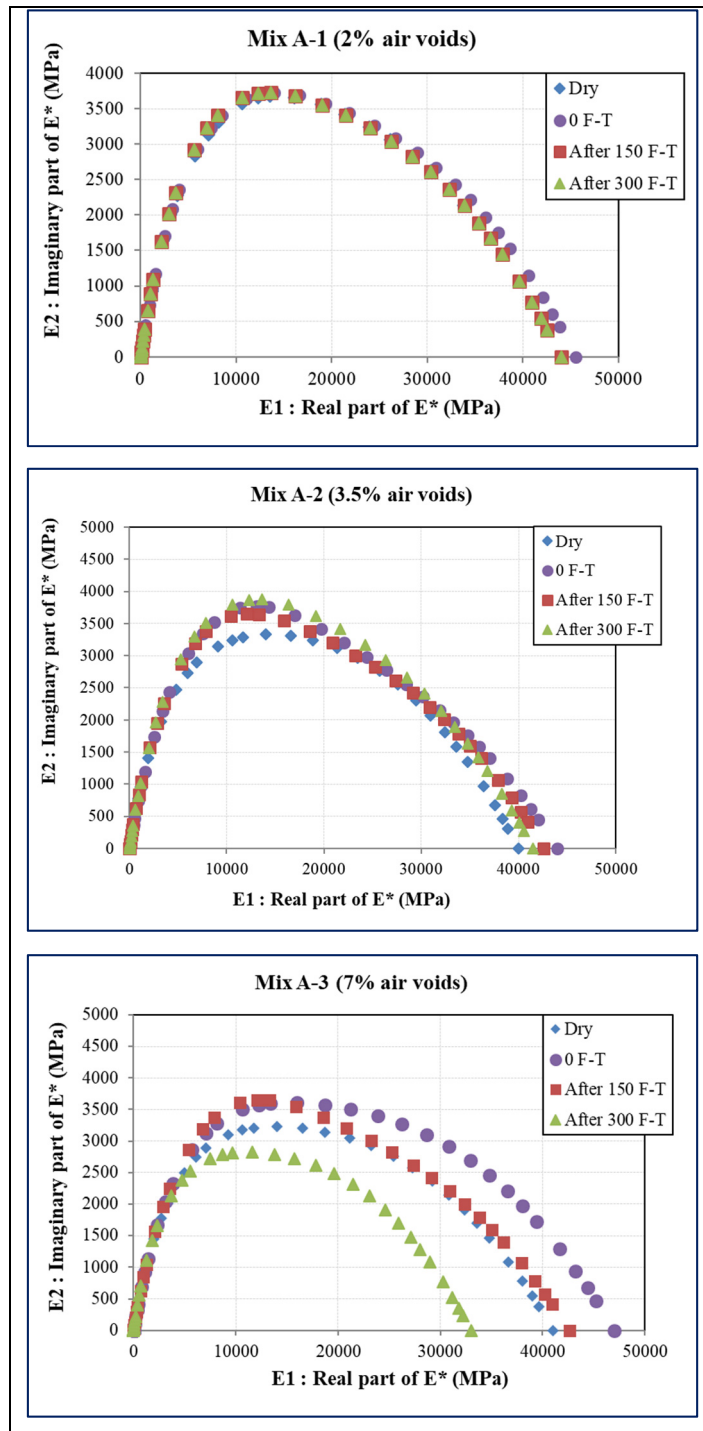 Mix A-1 (2% air voids)
E2 : Imaginary part of E* (MPa)
4000
3500
3000
2500
2000
1500
1000
500
0
0
10000
20000
30000
40000
50000
E1 : Real part of E* (MPa)
Dry
0 F-T
After 150 F-T
After 300 F-T
Mix A-2 (3.5% air voids)
E2 : Imaginary part of E* (MPa)
5000
4500
4000
3500
3000
2500
2000
1500
1000
500
0
0
10000
20000
30000
40000
50000
E1 : Real part of E* (MPa)
Dry
0 F-T
After 150 F-T
After 300 F-T
Mix A-3 (7% air voids)
E2 : Imaginary part of E* (MPa)
5000
4500
4000
3500
3000
2500
2000
1500
1000
500
0
0
10000
20000
30000
40000
50000
E1 : Real part of E* (MPa)
Dry
0 F-T
After 150 F-T
After 300 F-T